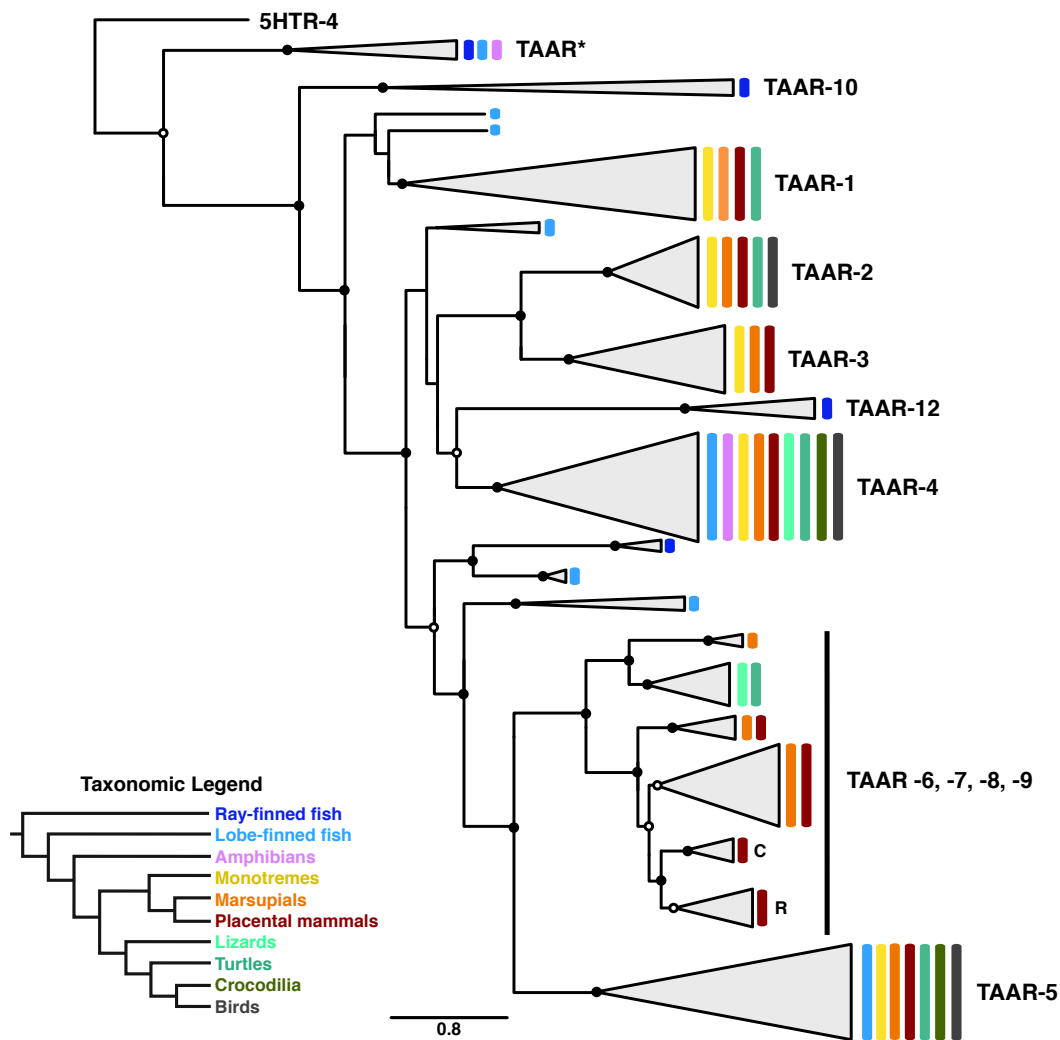 5HTR-4
TAAR*
TAAR-10
TAAR-1
TAAR-2
TAAR-3
TAAR-12
TAAR-4
TAAR -6, -7, -8, -9
C
R
TAAR-5
Taxonomic Legend
Ray-finned fish
Lobe-finned fish
Amphibians
Monotremes
Marsupials
Placental mammals
Lizards
Turtles
Crocodilia
Birds
0.8